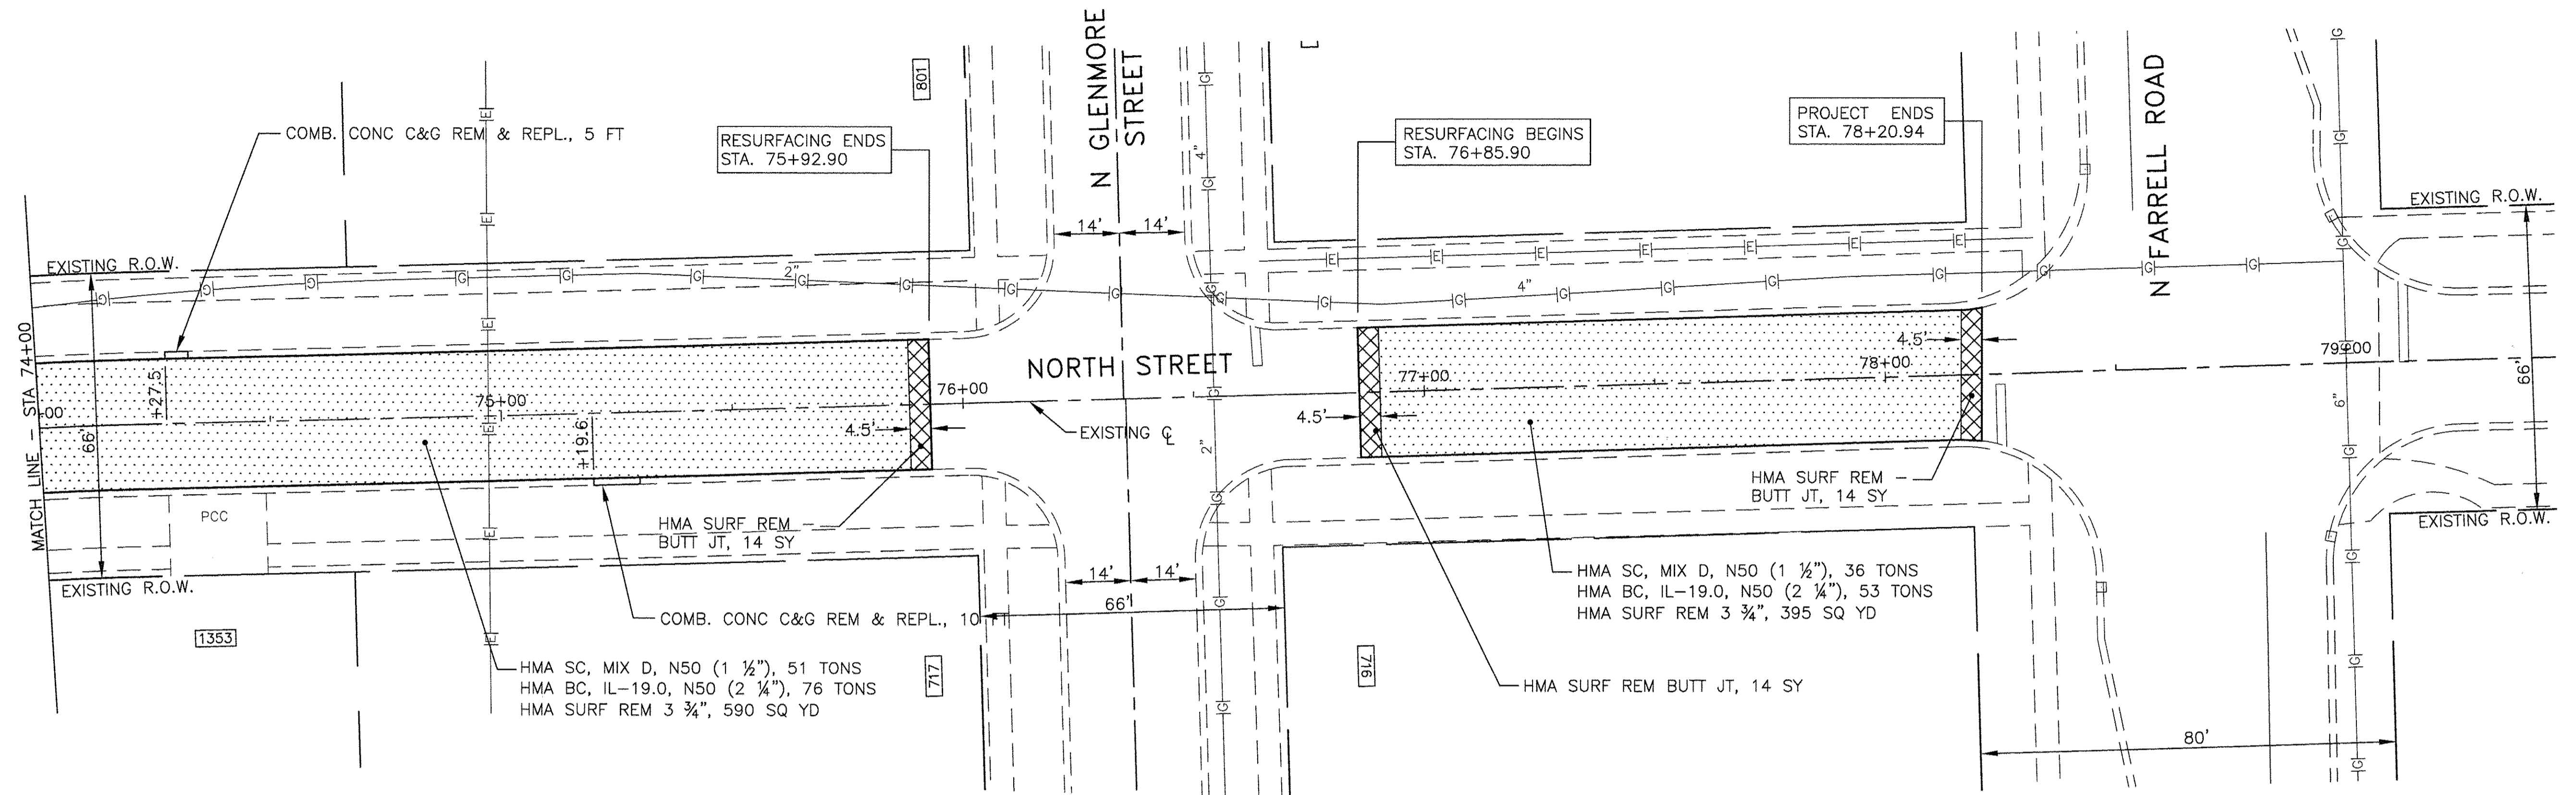 COMB. CONC C&G REM & REPL., 5 FT
801
RESURFACING ENDS
STA. 75+92.90
N GLENMORE
STREET
4"
RESURFACING BEGINS
STA. 76+85.90
PROJECT ENDS
STA. 78+20.94
N FARRELL ROAD
EXISTING R.O.W.
EXISTING R.O.W.
14'
14'
2"
4"
MATCH LINE – STA 74+00
+27.5
66'
75+00
+19.6
4.5'
76+00
NORTH STREET
EXISTING ℄
2"
4.5'
77+00
78+00
4.5'
79+00
6"
66'
PCC
HMA SURF REM
BUTT JT, 14 SY
HMA SURF REM
BUTT JT, 14 SY
EXISTING R.O.W.
EXISTING R.O.W.
14'
14'
66'
1353
COMB. CONC C&G REM & REPL., 10 FT
HMA SC, MIX D, N50 (1 ½"), 51 TONS
HMA BC, IL–19.0, N50 (2 ¼"), 76 TONS
HMA SURF REM 3 ¾", 590 SQ YD
717
716
HMA SC, MIX D, N50 (1 ½"), 36 TONS
HMA BC, IL–19.0, N50 (2 ¼"), 53 TONS
HMA SURF REM 3 ¾", 395 SQ YD
HMA SURF REM BUTT JT, 14 SY
80'